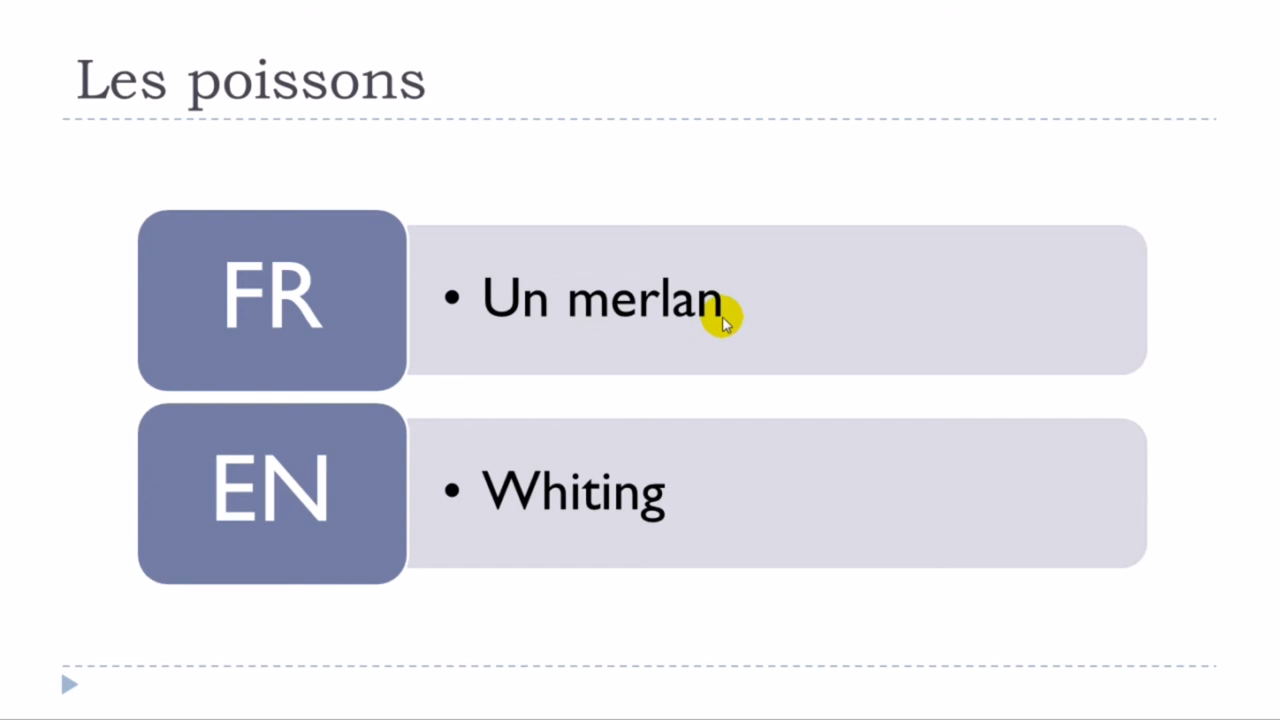 Les poissons
FR
• Un merlan
EN
• Whiting